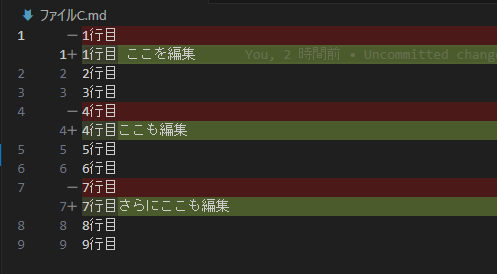 ファイルC.md
1 − 1行目
1+ 1行目 ここを編集 You, 2 時間前 • Uncommitted chang
2 2 2行目
3 3 3行目
4 − 4行目
4+ 4行目ここも編集
5 5 5行目
6 6 6行目
7 − 7行目
7+ 7行目さらにここも編集
8 8 8行目
9 9 9行目